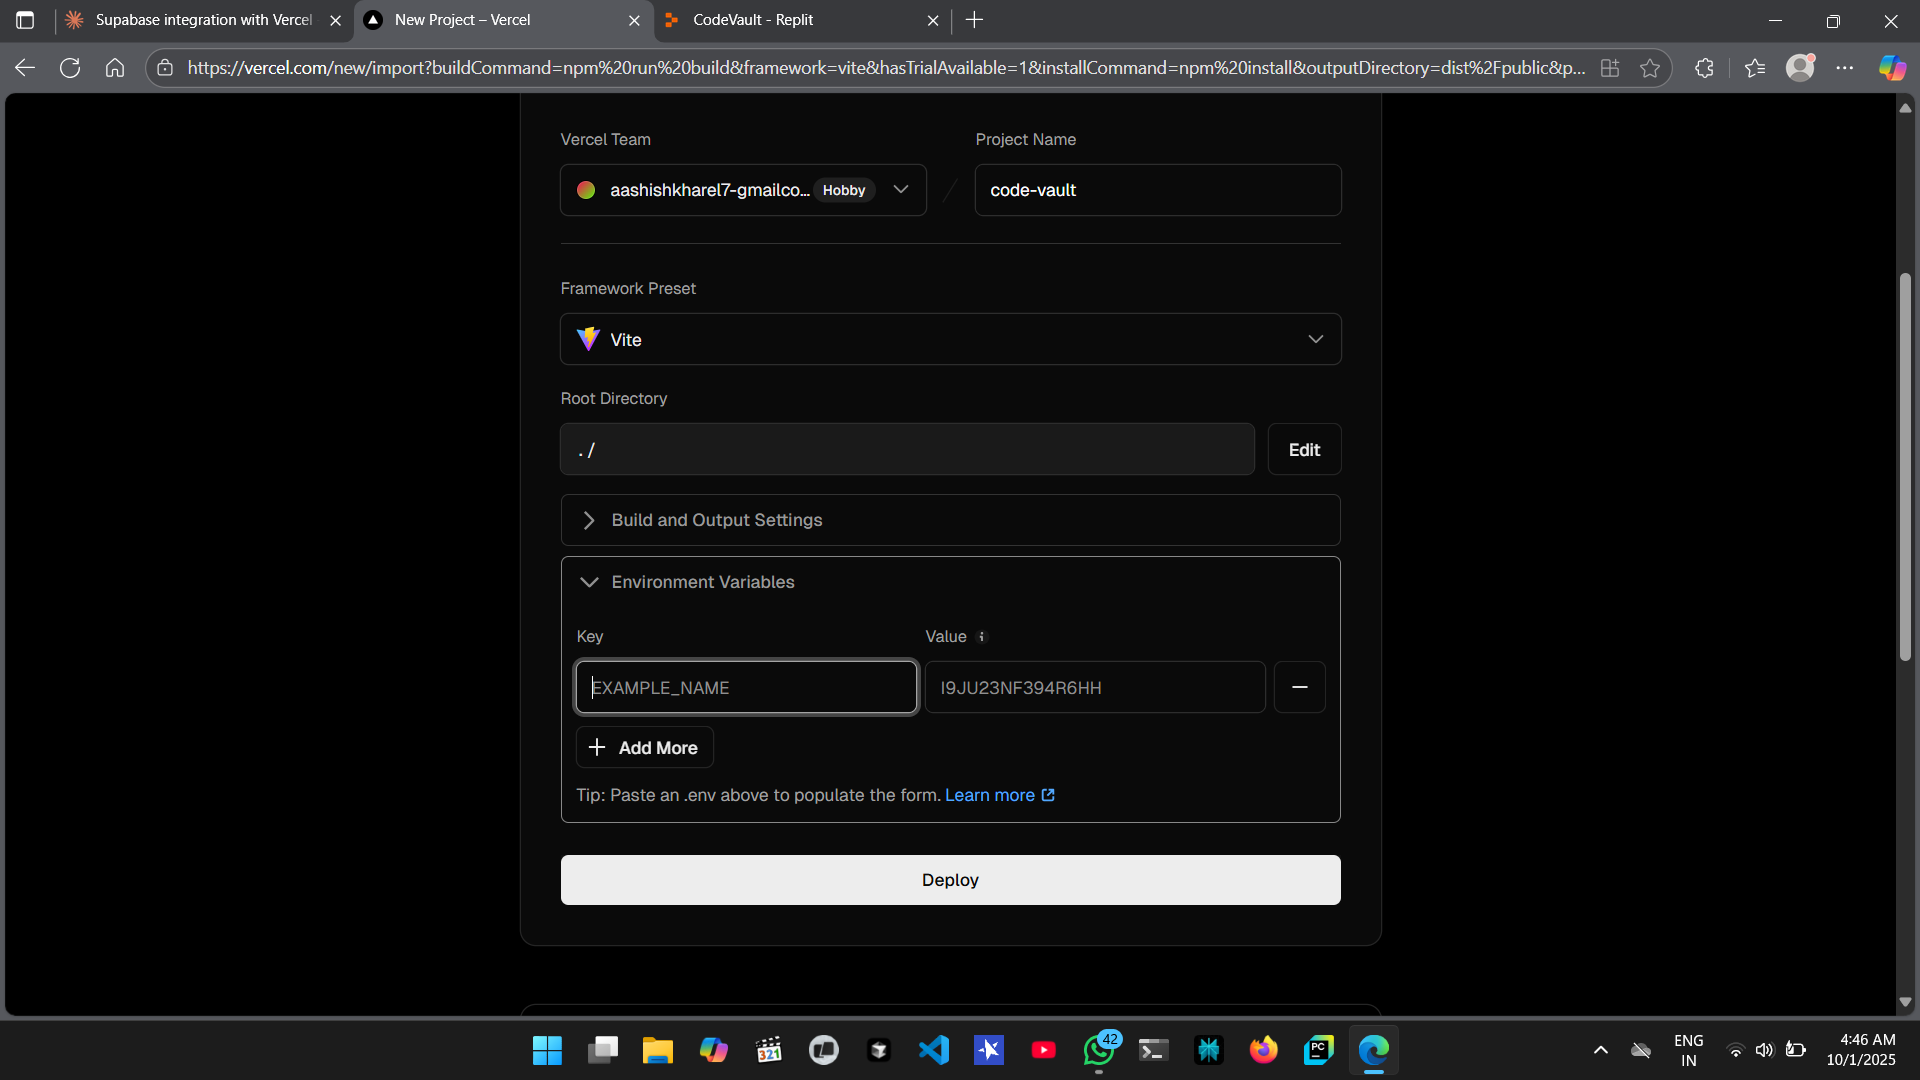 Supabase integration with Vercel
New Project – Vercel
CodeVault - Replit
https://vercel.com/new/import?buildCommand=npm%20run%20build&framework=vite&hasTrialAvailable=1&installCommand=npm%20install&outputDirectory=dist%2Fpublic&p...
Vercel Team
Project Name
aashishkharel7-gmailco... Hobby
code-vault
Framework Preset
Vite
Root Directory
./
Edit
Build and Output Settings
Environment Variables
Key
Value
EXAMPLE_NAME
I9JU23NF394R6HH
Add More
Tip: Paste an .env above to populate the form. Learn more
Deploy
321
42
PC
ENG
IN
4:46 AM
10/1/2025